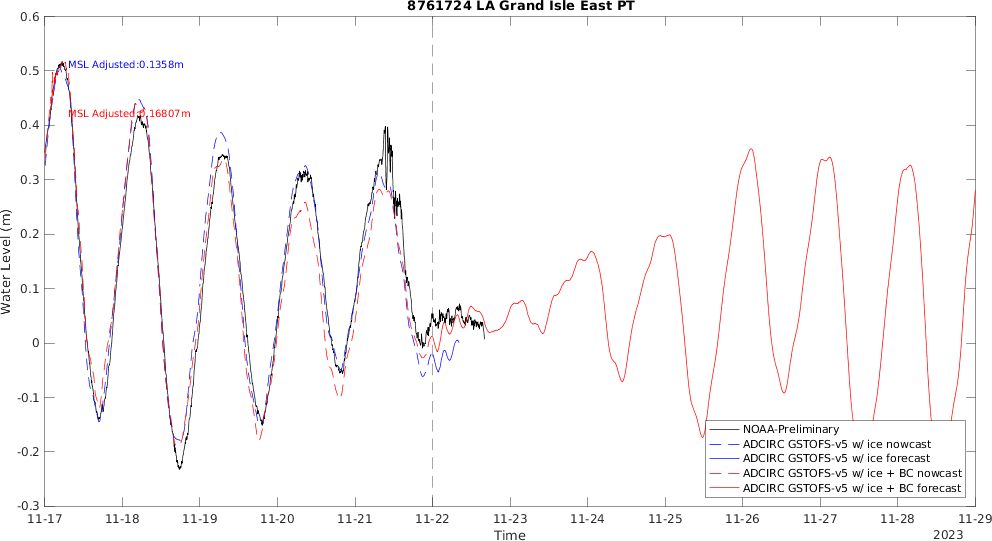 8761724 LA Grand Isle East PT
0.6
0.5
0.4
0.3
0.2
0.1
0
-0.1
-0.2
-0.3
Water Level (m)
MSL Adjusted:0.1358m
MSL Adjusted:0.16807m
NOAA-Preliminary
ADCIRC GSTOFS-v5 w/ ice nowcast
ADCIRC GSTOFS-v5 w/ ice forecast
ADCIRC GSTOFS-v5 w/ ice + BC nowcast
ADCIRC GSTOFS-v5 w/ ice + BC forecast
11-17 11-18 11-19 11-20 11-21 11-22 11-23 11-24 11-25 11-26 11-27 11-28 11-29
Time
2023